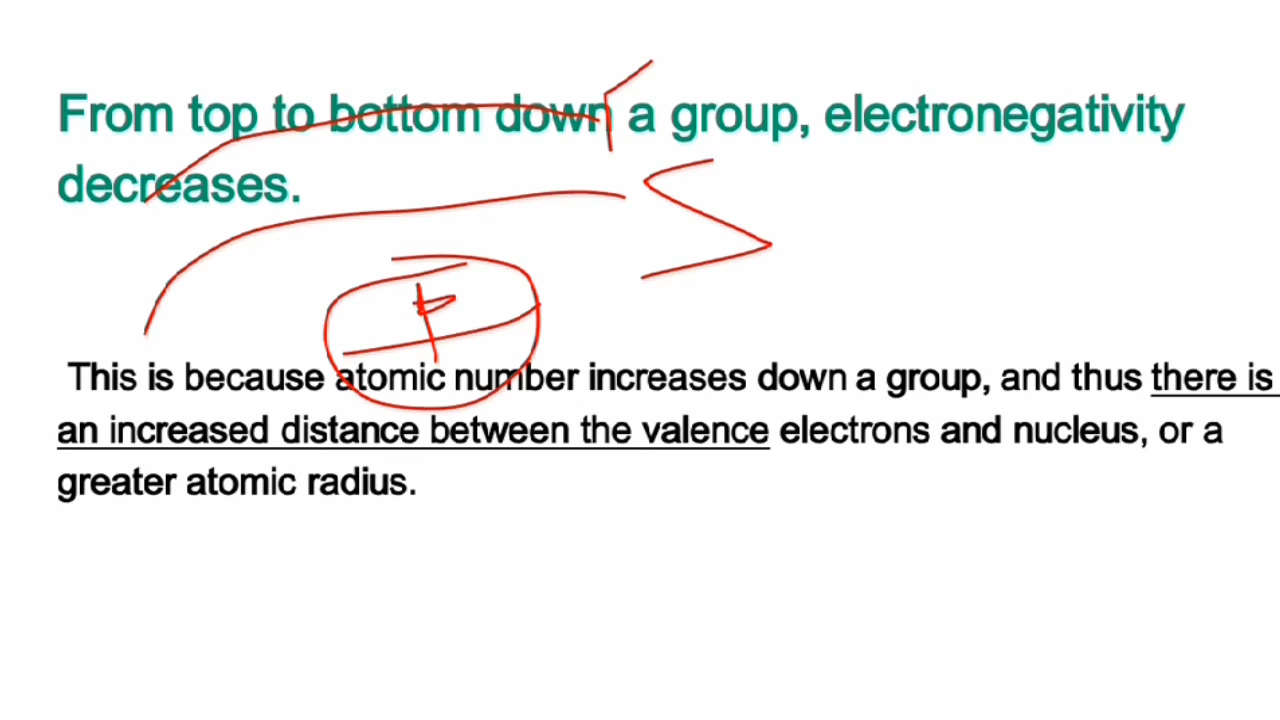 From top to bottom down a group, electronegativity
decreases.
This is because atomic number increases down a group, and thus there is
an increased distance between the valence electrons and nucleus, or a
greater atomic radius.